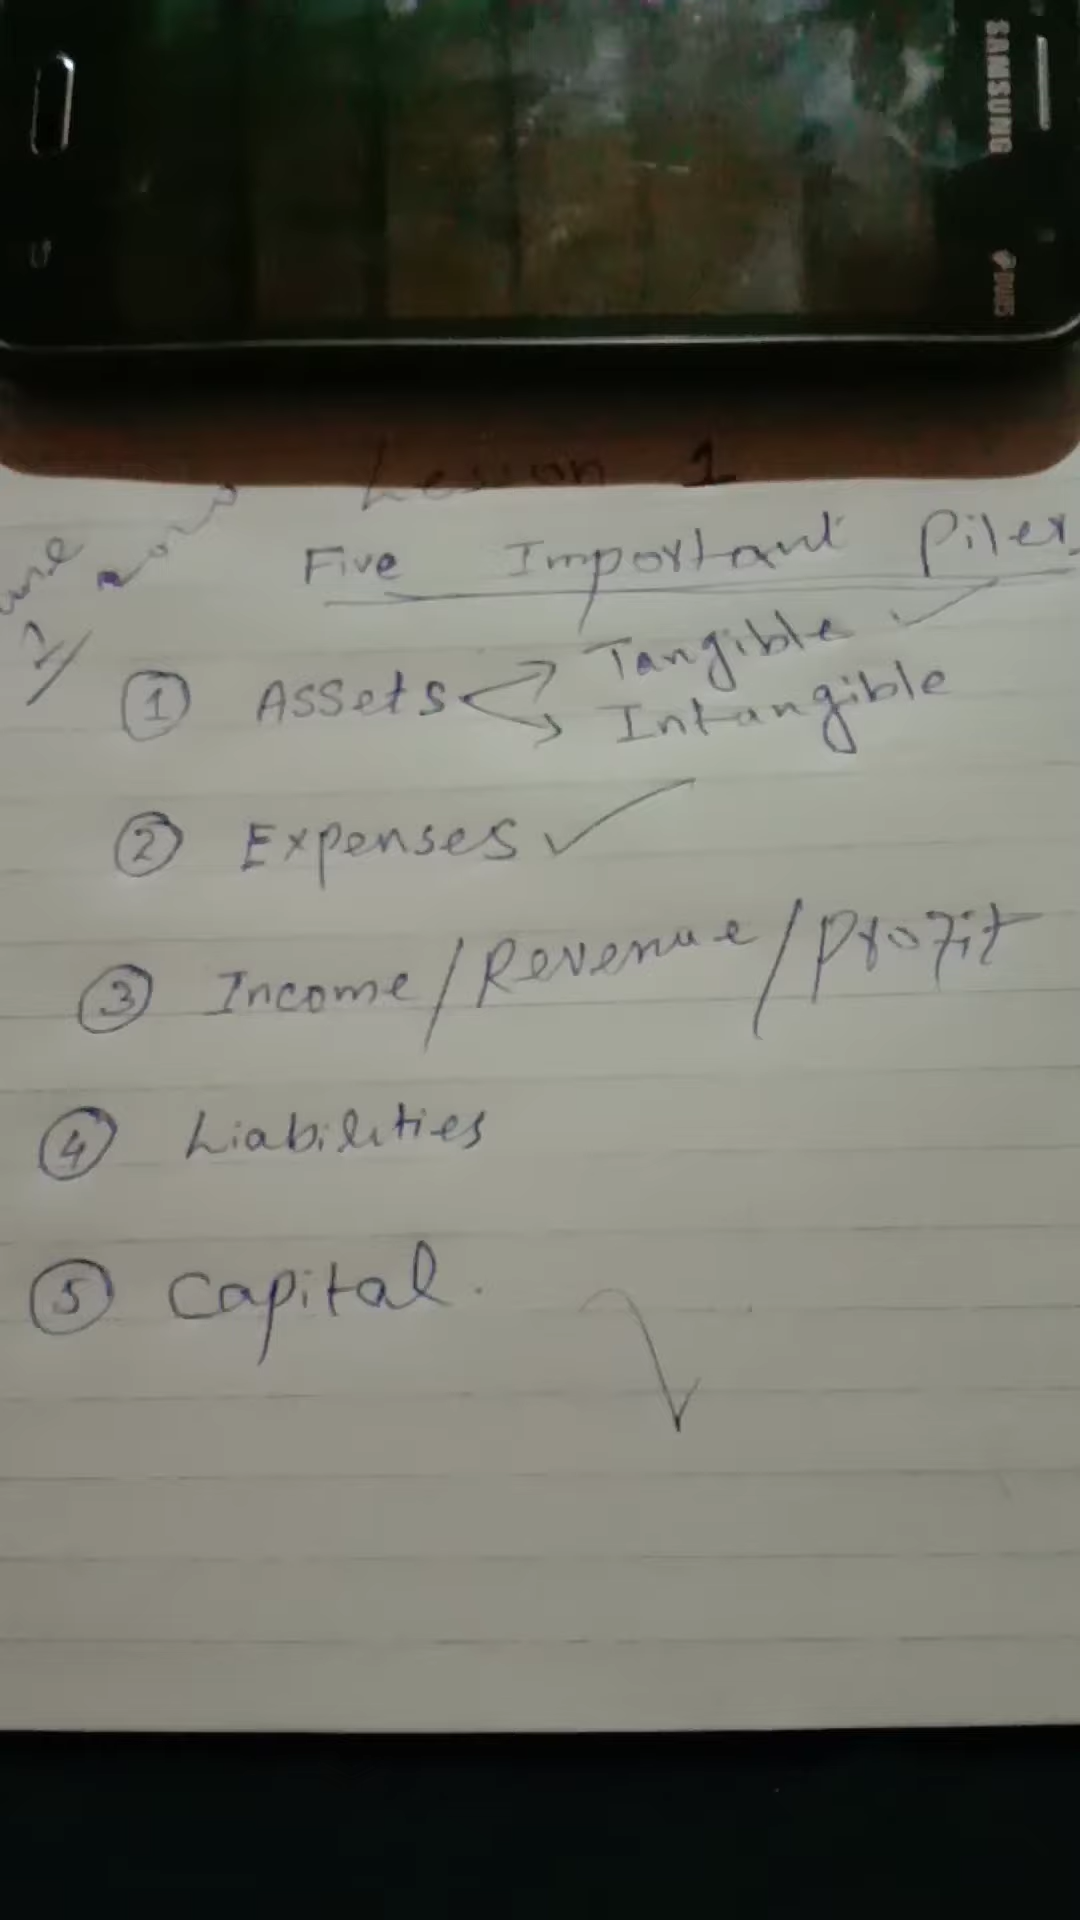 SAMSUNG
DUOS
Lesson 1
Five Important Piler
① Assets
Tangible
Intangible
② Expenses
③ Income / Revenue / Profit
④ Liabilities
⑤ Capital.